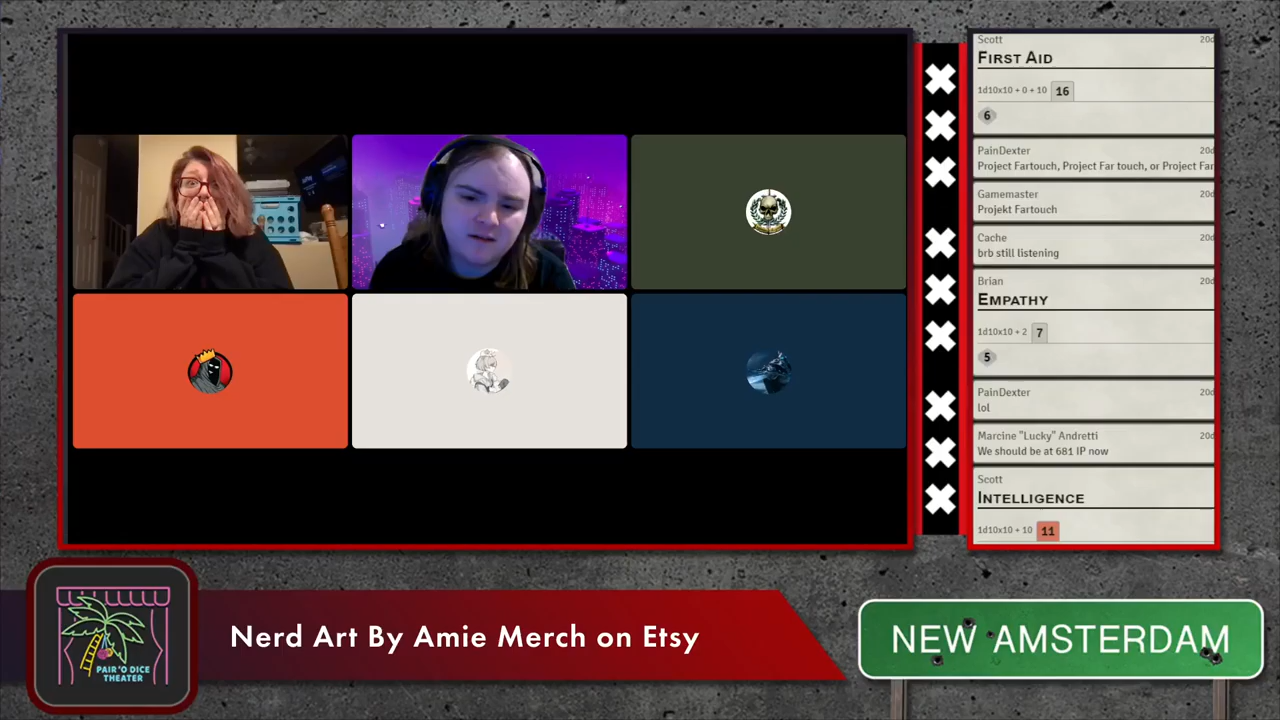 Scott 20d
FIRST AID
1d10x10 + 0 + 10 16
6
PainDexter 20d
Project Fartouch, Project Far touch, or Project Far
Gamemaster 20d
Projekt Fartouch
Cache 20d
brb still listening
Brian 20d
EMPATHY
1d10x10 + 2 7
5
PainDexter 20d
lol
Marcine "Lucky" Andretti 20d
We should be at 681 IP now
Scott
INTELLIGENCE
1d10x10 + 10 11
PAIR'O DICE
THEATER
Nerd Art By Amie Merch on Etsy
NEW AMSTERDAM